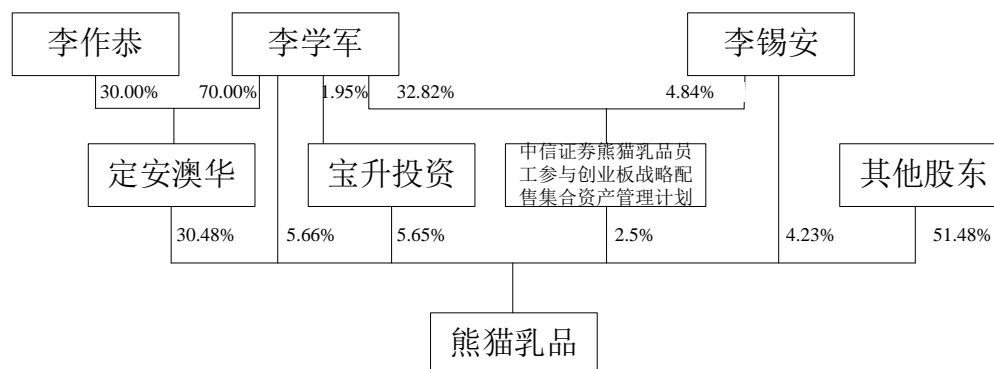 李作恭
李学军
李锡安
30.00%
70.00%
1.95%
32.82%
4.84%
定安澳华
宝升投资
中信证券熊猫乳品员
工参与创业板战略配
售集合资产管理计划
其他股东
30.48%
5.66%
5.65%
2.5%
4.23%
51.48%
熊猫乳品